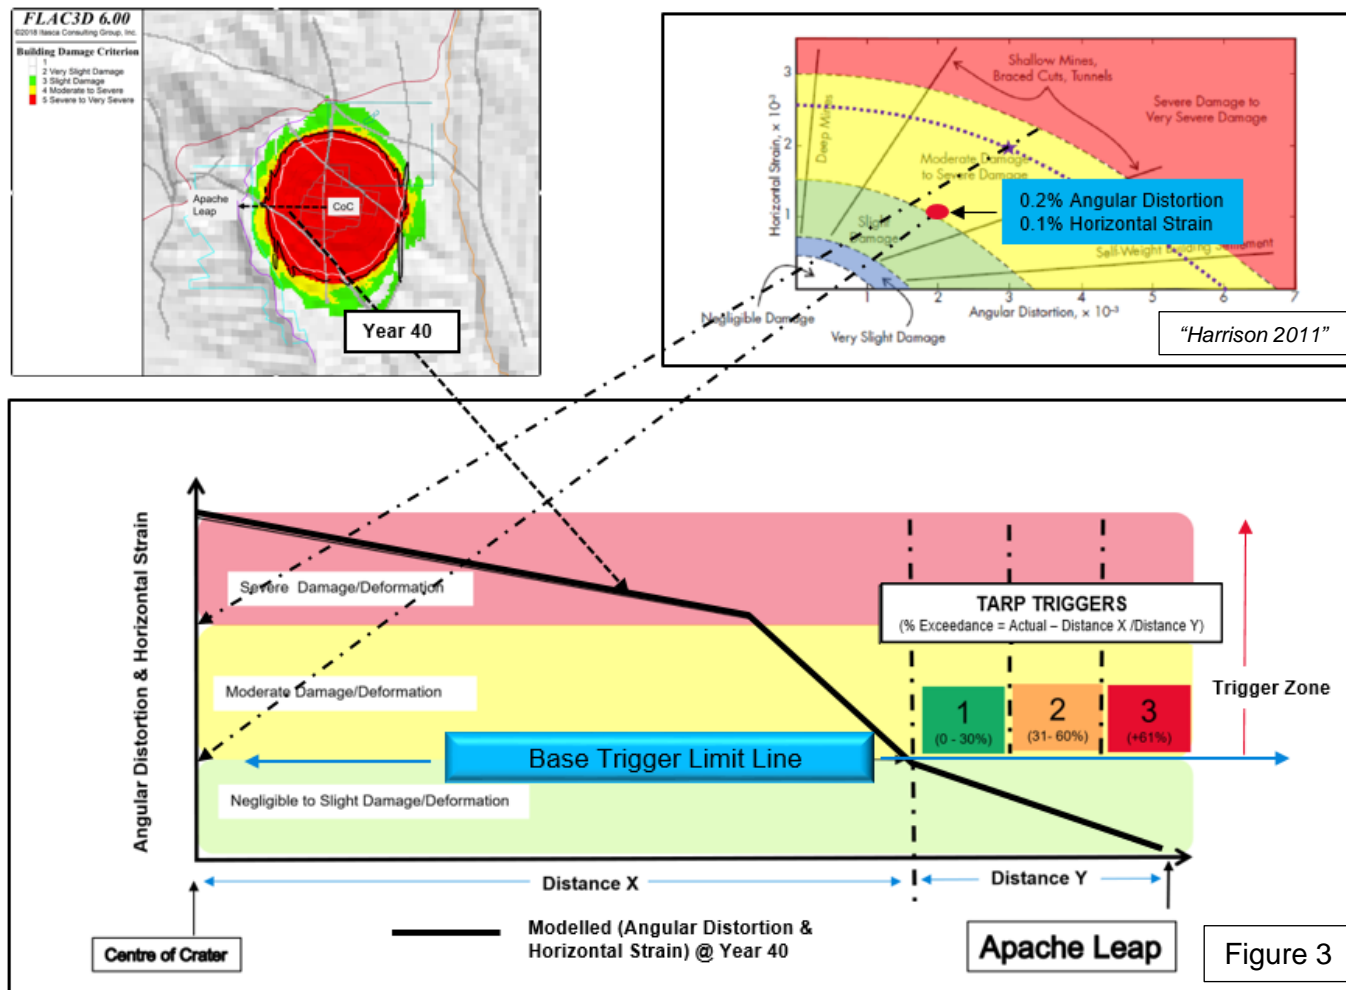 FLAC3D 6.00
©2018 Itasca Consulting Group, Inc.
Building Damage Criterion
1
2 Very Slight Damage
3 Slight Damage
4 Moderate to Severe
5 Severe to Very Severe
Apache
Leap
CoC
Year 40
Horizontal Strain, × 10⁻³
3
2
1
Deep Mines
Shallow Mines,
Braced Cuts, Tunnels
Severe Damage to
Very Severe Damage
Moderate Damage
to Severe Damage
0.2% Angular Distortion
0.1% Horizontal Strain
Slight
Damage
Self-Weight Building Settlement
1
2
3
4
5
6
7
Angular Distortion, × 10⁻³
Negligible Damage
Very Slight Damage
“Harrison 2011”
Angular Distortion & Horizontal Strain
Severe Damage/Deformation
Moderate Damage/Deformation
Negligible to Slight Damage/Deformation
Base Trigger Limit Line
TARP TRIGGERS
(% Exceedance = Actual – Distance X /Distance Y)
1
(0 - 30%)
2
(31- 60%)
3
(+61%)
Trigger Zone
Distance X
Distance Y
Centre of Crater
Modelled (Angular Distortion &
Horizontal Strain) @ Year 40
Apache Leap
Figure 3